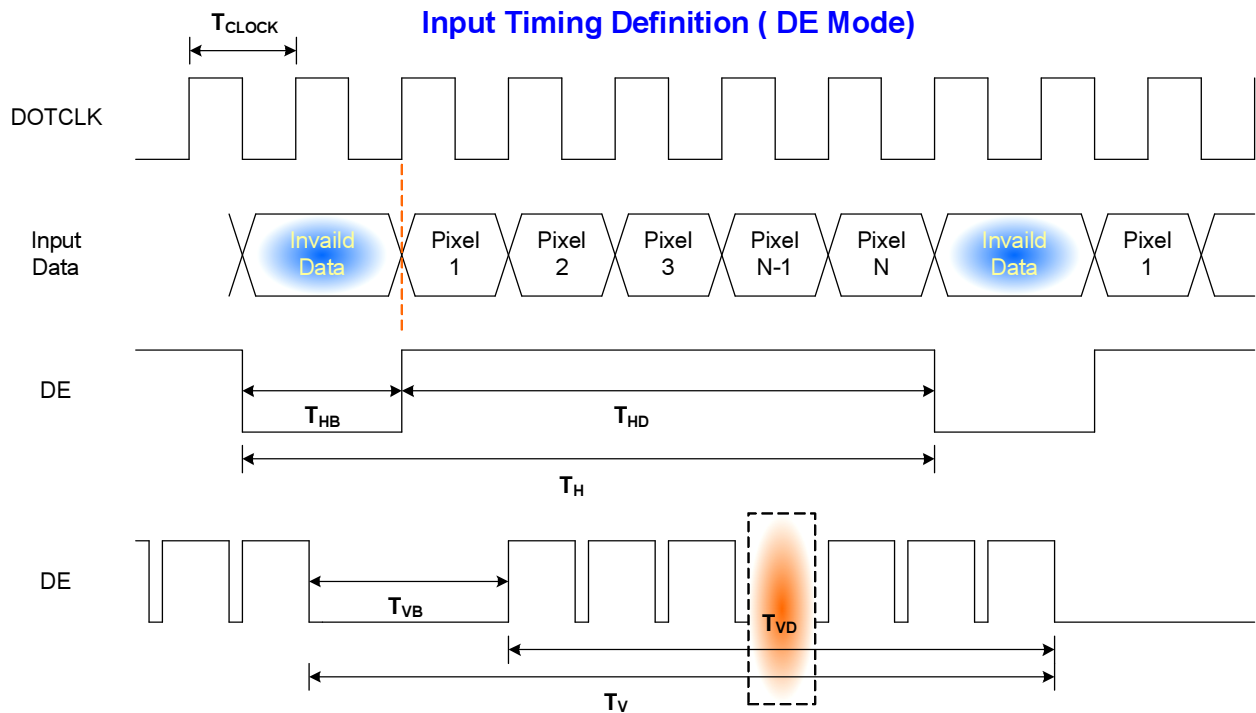 Input Timing Definition ( DE Mode)
TCLOCK
DOTCLK
Input
Data
Invaild
Data
Pixel
1
Pixel
2
Pixel
3
Pixel
N-1
Pixel
N
Invaild
Data
Pixel
1
DE
THB
THD
TH
DE
TVB
TVD
TV